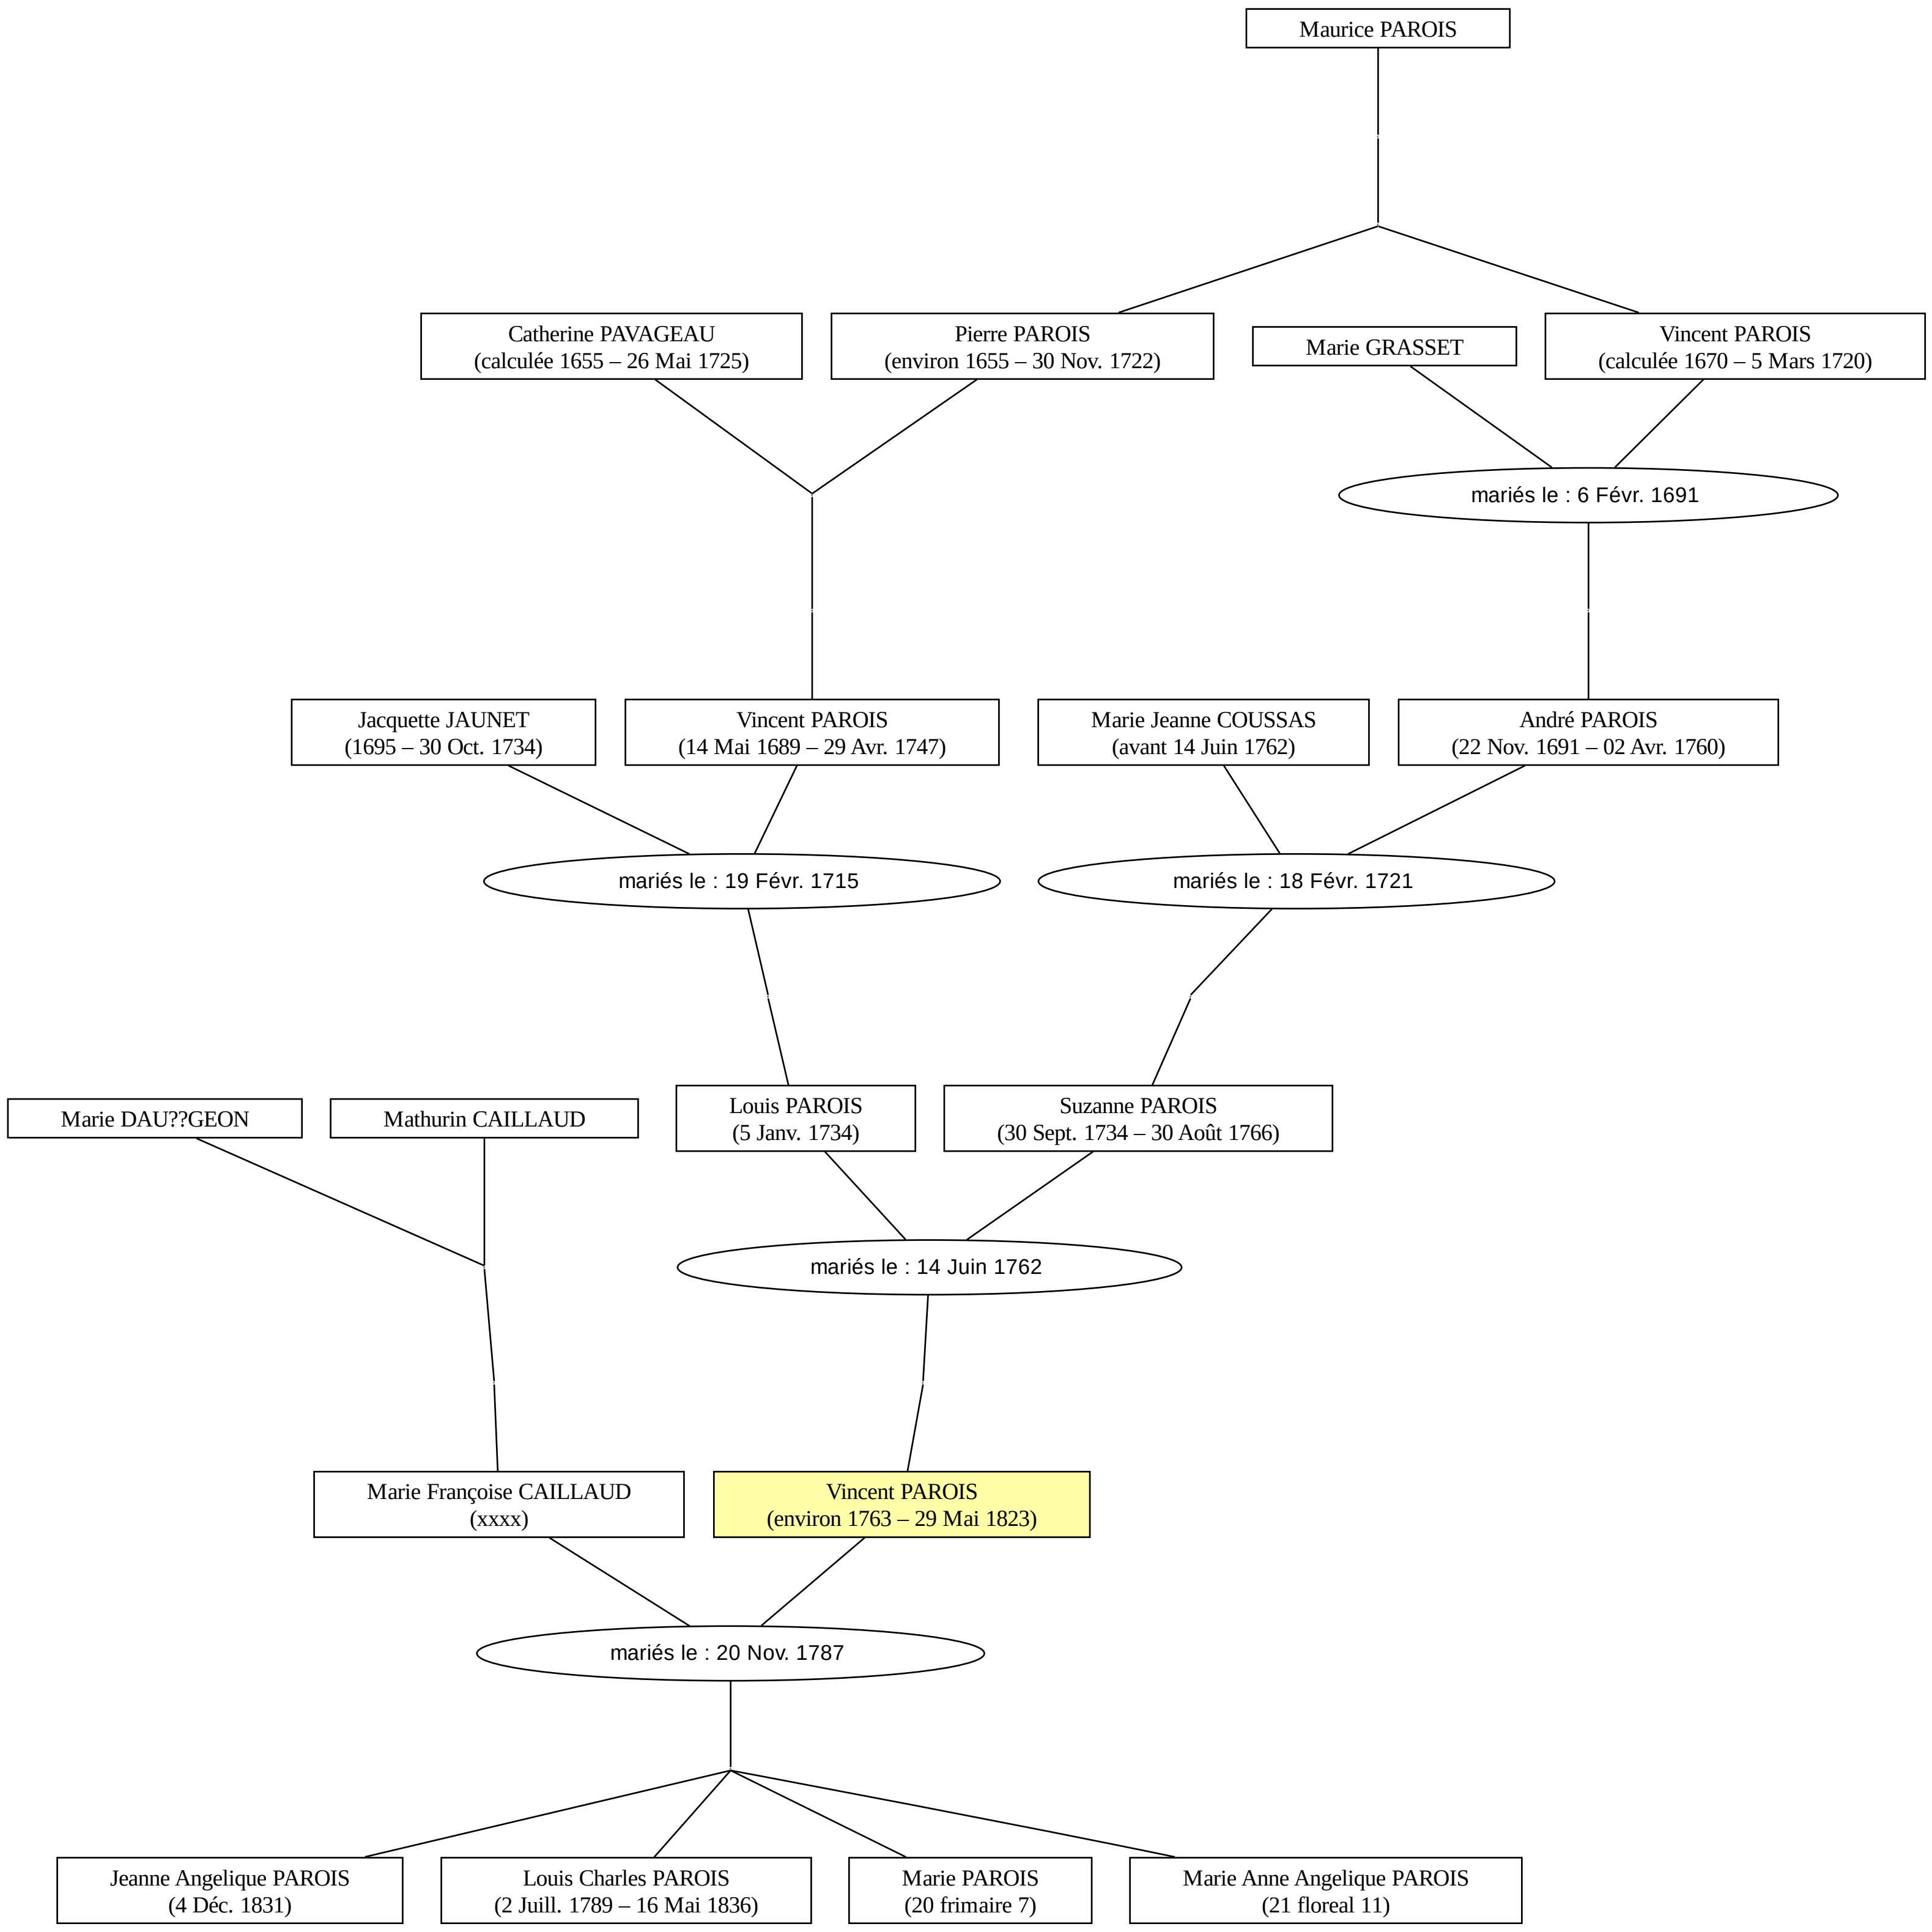 Maurice PAROIS
Catherine PAVAGEAU
(calculée 1655 – 26 Mai 1725)
Pierre PAROIS
(environ 1655 – 30 Nov. 1722)
Marie GRASSET
Vincent PAROIS
(calculée 1670 – 5 Mars 1720)
mariés le : 6 Févr. 1691
Jacquette JAUNET
(1695 – 30 Oct. 1734)
Vincent PAROIS
(14 Mai 1689 – 29 Avr. 1747)
Marie Jeanne COUSSAS
(avant 14 Juin 1762)
André PAROIS
(22 Nov. 1691 – 02 Avr. 1760)
mariés le : 19 Févr. 1715
mariés le : 18 Févr. 1721
Marie DAU??GEON
Mathurin CAILLAUD
Louis PAROIS
(5 Janv. 1734)
Suzanne PAROIS
(30 Sept. 1734 – 30 Août 1766)
mariés le : 14 Juin 1762
Marie Françoise CAILLAUD
(xxxx)
Vincent PAROIS
(environ 1763 – 29 Mai 1823)
mariés le : 20 Nov. 1787
Jeanne Angelique PAROIS
(4 Déc. 1831)
Louis Charles PAROIS
(2 Juill. 1789 – 16 Mai 1836)
Marie PAROIS
(20 frimaire 7)
Marie Anne Angelique PAROIS
(21 floreal 11)